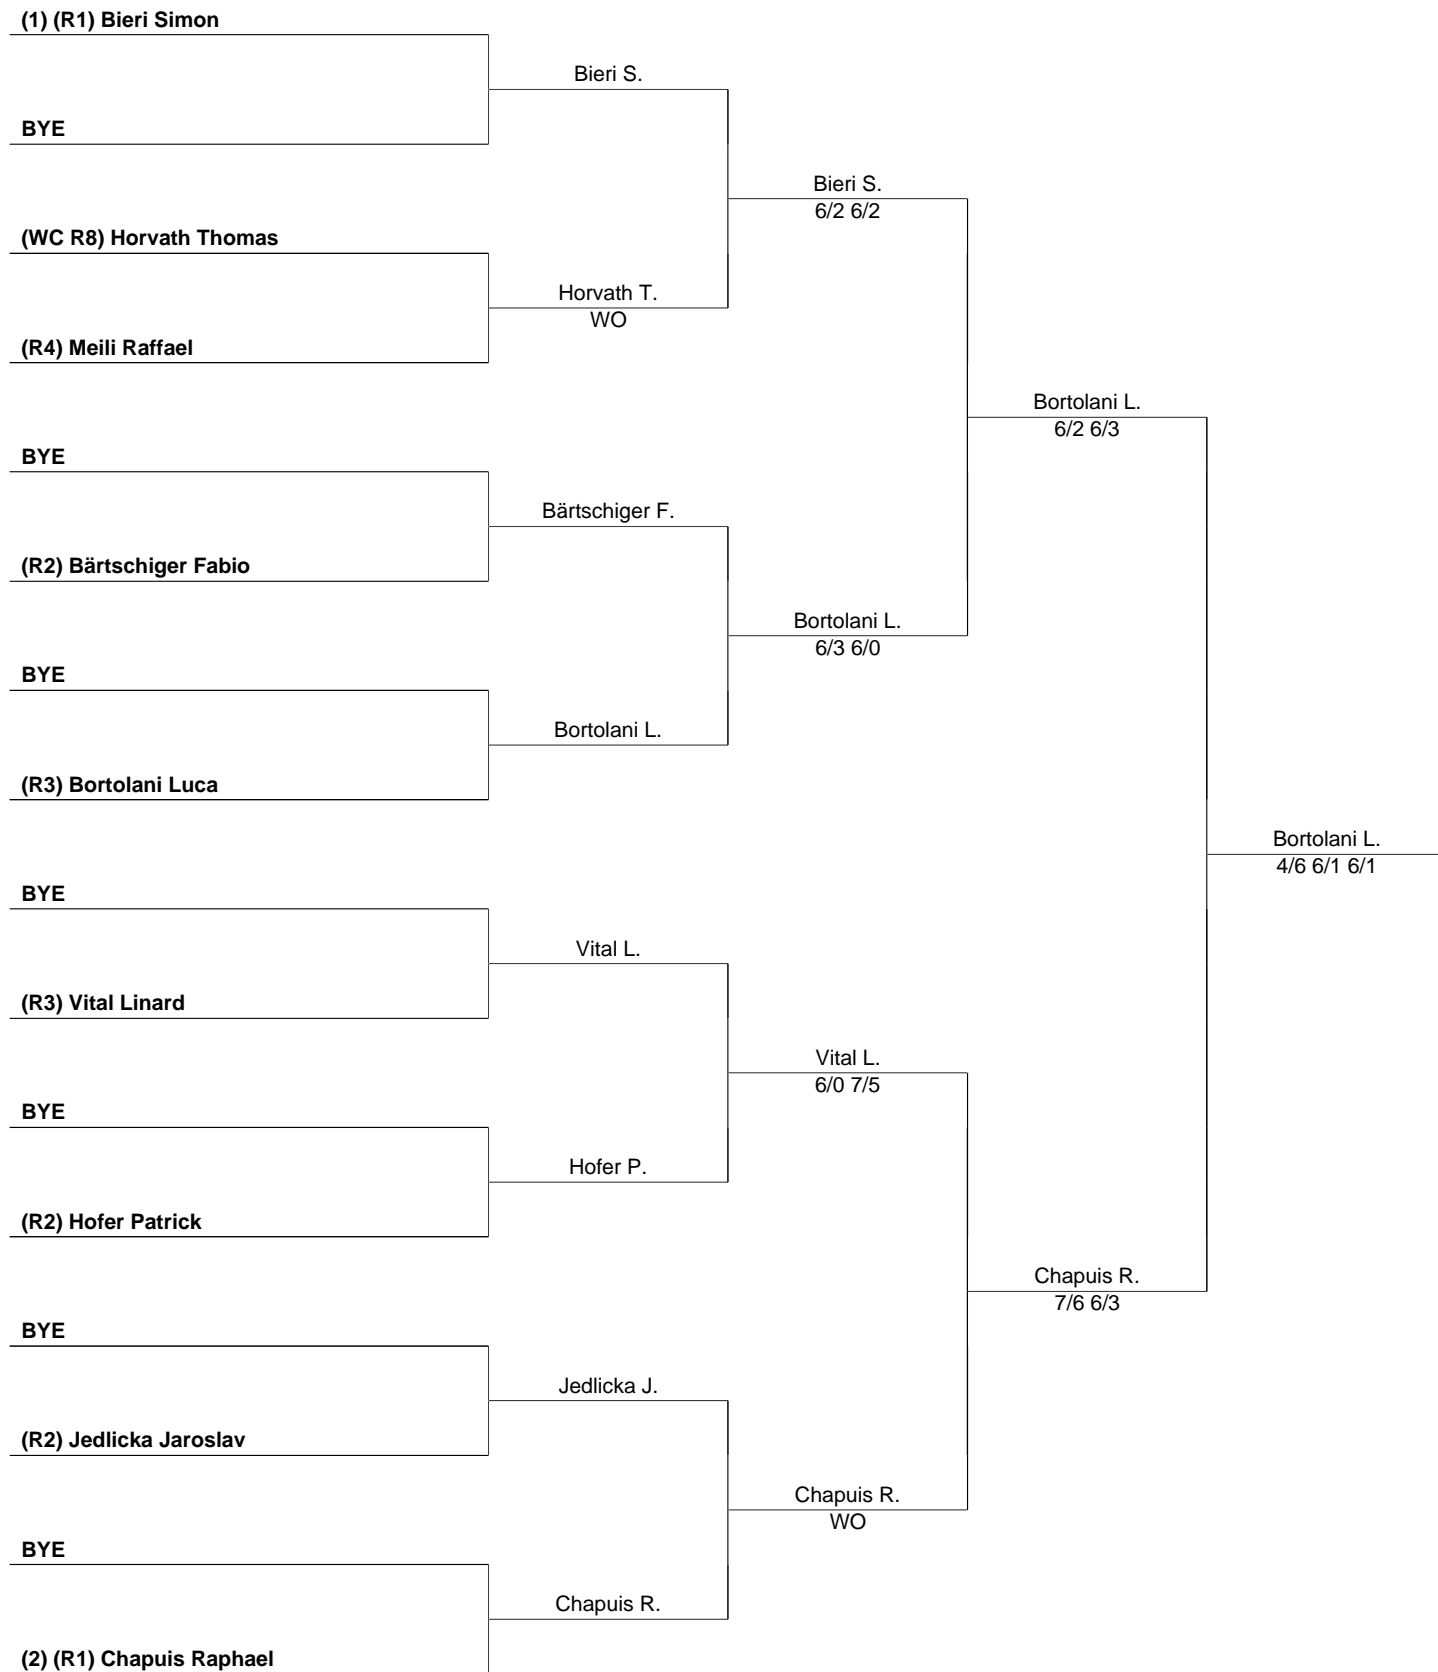 (1) (R1) Bieri Simon
Bieri S.
BYE
Bieri S.
6/2 6/2
(WC R8) Horvath Thomas
Horvath T.
WO
(R4) Meili Raffael
Bortolani L.
6/2 6/3
BYE
Bärtschiger F.
(R2) Bärtschiger Fabio
Bortolani L.
6/3 6/0
BYE
Bortolani L.
(R3) Bortolani Luca
Bortolani L.
4/6 6/1 6/1
BYE
Vital L.
(R3) Vital Linard
Vital L.
6/0 7/5
BYE
Hofer P.
(R2) Hofer Patrick
Chapuis R.
7/6 6/3
BYE
Jedlicka J.
(R2) Jedlicka Jaroslav
Chapuis R.
WO
BYE
Chapuis R.
(2) (R1) Chapuis Raphael